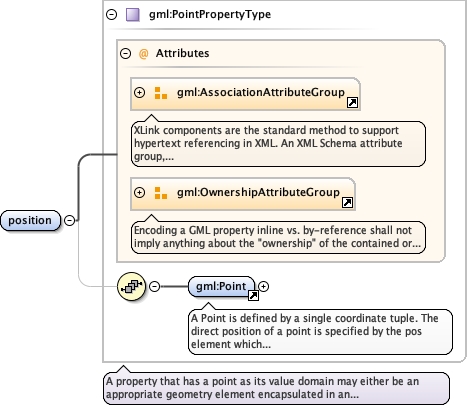 gml:PointPropertyType
@ Attributes
gml:AssociationAttributeGroup
XLink components are the standard method to support
hypertext referencing in XML. An XML Schema attribute
group,...
gml:OwnershipAttributeGroup
Encoding a GML property inline vs. by-reference shall not
imply anything about the "ownership" of the contained or...
position
gml:Point
A Point is defined by a single coordinate tuple. The
direct position of a point is specified by the pos
element which...
A property that has a point as its value domain may either be an
appropriate geometry element encapsulated in an...